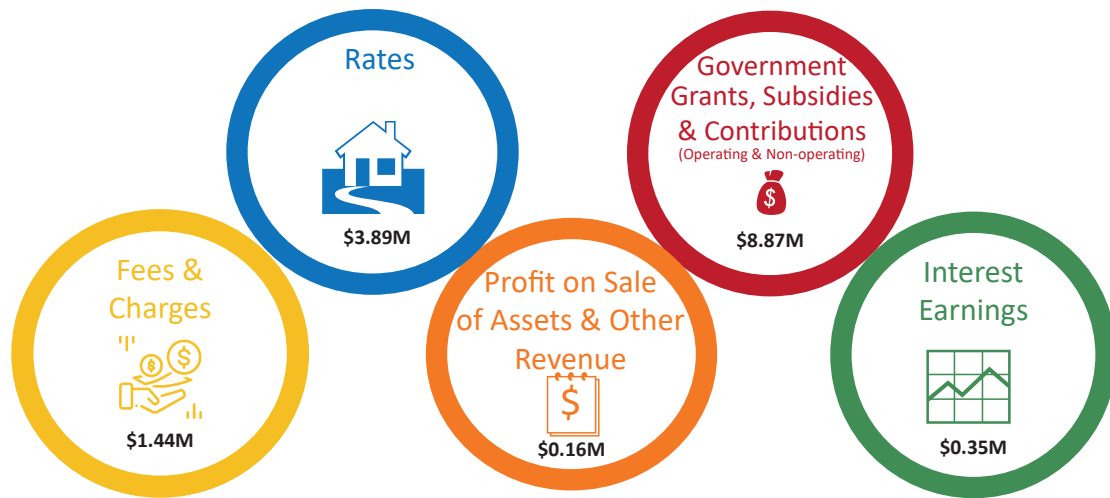 Rates
$3.89M
Government
Grants, Subsidies
& Contributions
(Operating & Non-operating)
$
$8.87M
Fees &
Charges
$
$
$1.44M
Profit on Sale
of Assets & Other
Revenue
$
$0.16M
Interest
Earnings
$0.35M